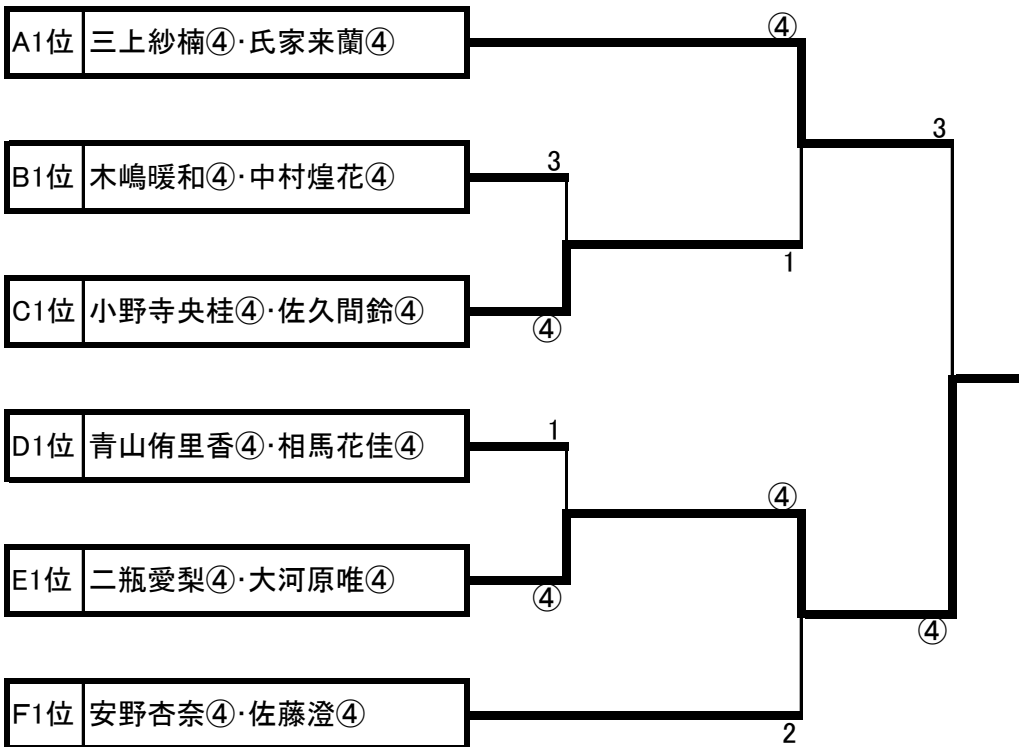 A1位 三上紗楠④・氏家来蘭④
④
3
B1位 木嶋暖和④・中村煌花④
3
1
C1位 小野寺央桂④・佐久間鈴④
④
D1位 青山侑里香④・相馬花佳④
1
④
E1位 二瓶愛梨④・大河原唯④
④
④
F1位 安野杏奈④・佐藤澄④
2